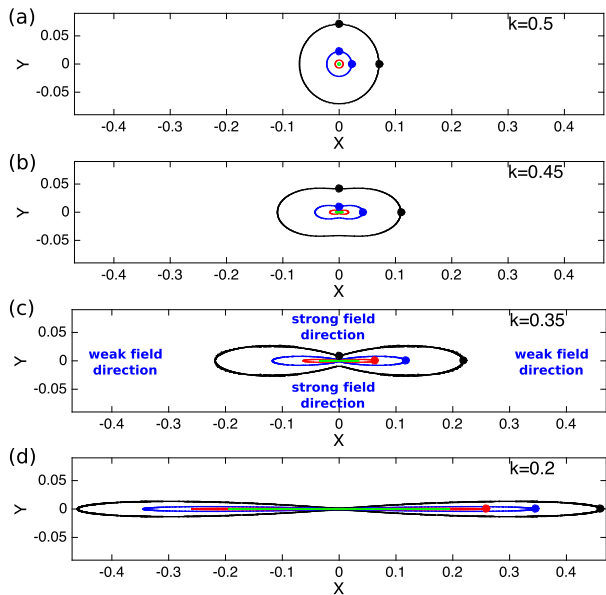 (a)
k=0.5
0.05
0
-0.05
Y
-0.4 -0.3 -0.2 -0.1 0 0.1 0.2 0.3 0.4
X
(b)
k=0.45
0.05
0
-0.05
Y
-0.4 -0.3 -0.2 -0.1 0 0.1 0.2 0.3 0.4
X
(c)
k=0.35
strong field
direction
weak field
direction
weak field
direction
strong field
direction
0.05
0
-0.05
Y
-0.4 -0.3 -0.2 -0.1 0 0.1 0.2 0.3 0.4
X
(d)
k=0.2
0.05
0
-0.05
Y
-0.4 -0.3 -0.2 -0.1 0 0.1 0.2 0.3 0.4
X